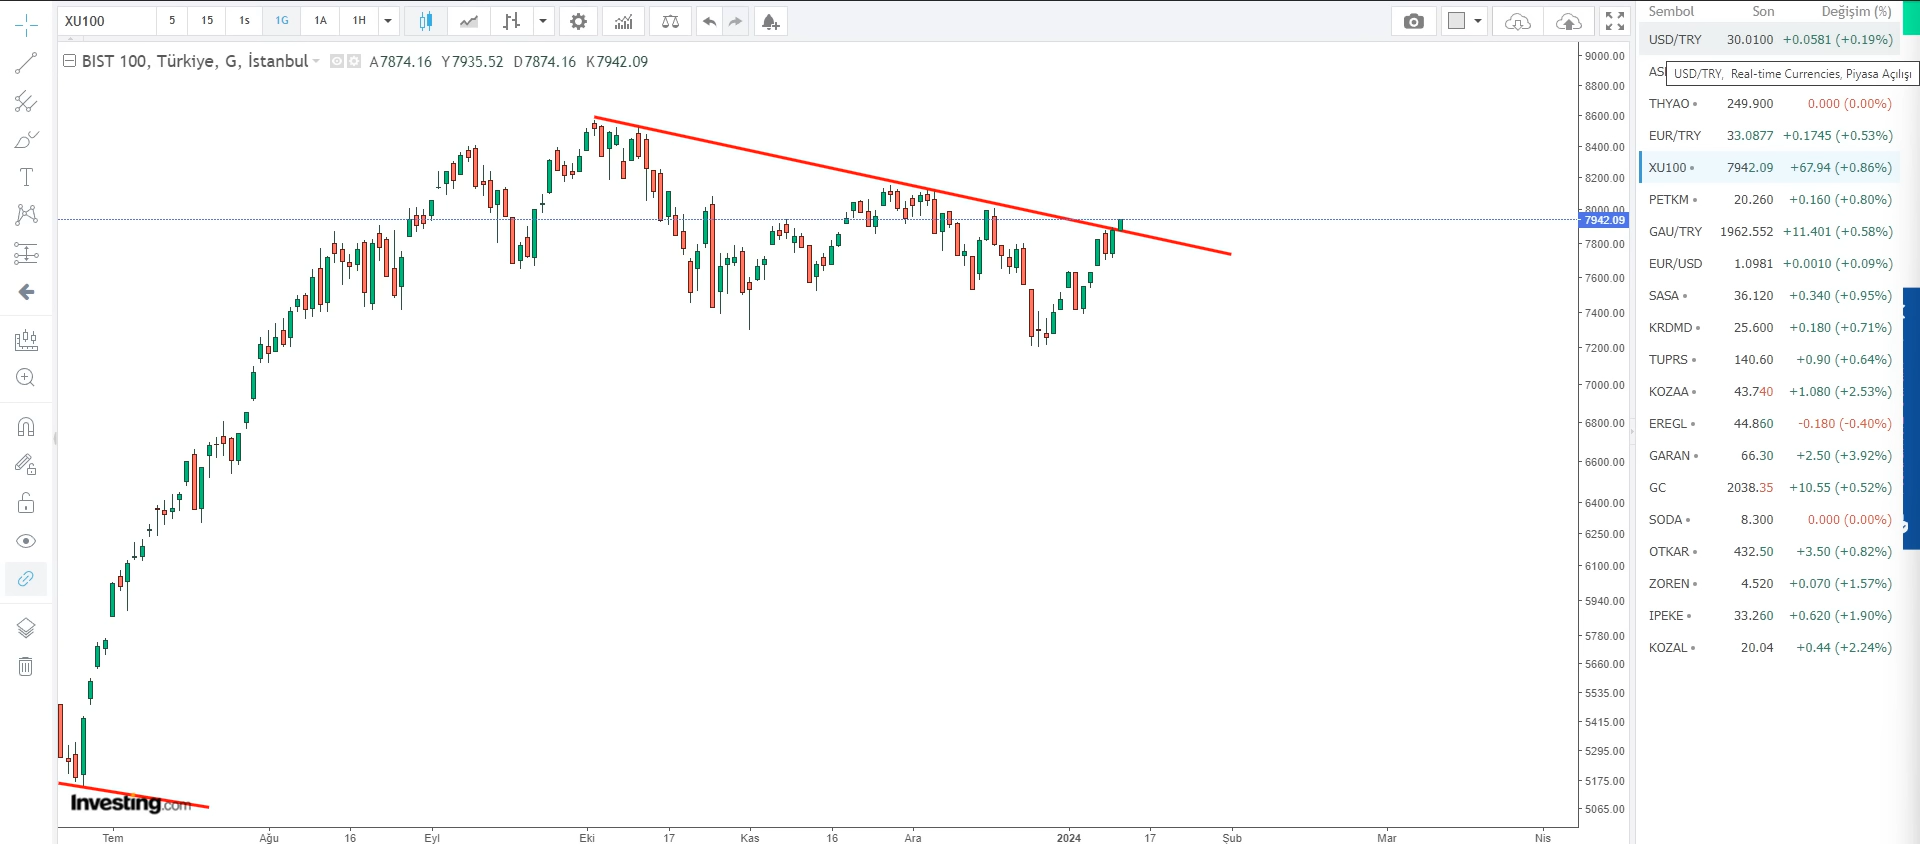 XU100 5 15 1s 1G 1A 1H
BIST 100, Türkiye, G, İstanbul A7874.16 Y7935.52 D7874.16 K7942.09
9000.00
8800.00
8600.00
8400.00
8200.00
8000.00
7942.09
7800.00
7600.00
7400.00
7200.00
7000.00
6800.00
6600.00
6400.00
6250.00
6100.00
5940.00
5780.00
5660.00
5535.00
5415.00
5295.00
5175.00
5065.00
Investing.com
Tem Ağu 16 Eyl Eki 17 Kas 16 Ara 2024 17 Şub Mar Nis
Sembol Son Değişim (%)
USD/TRY 30.0100 +0.0581 (+0.19%)
USD/TRY, Real-time Currencies, Piyasa Açılışı
THYAO 249.900 0.000 (0.00%)
EUR/TRY 33.0877 +0.1745 (+0.53%)
XU100 7942.09 +67.94 (+0.86%)
PETKM 20.260 +0.160 (+0.80%)
GAU/TRY 1962.552 +11.401 (+0.58%)
EUR/USD 1.0981 +0.0010 (+0.09%)
SASA 36.120 +0.340 (+0.95%)
KRDMD 25.600 +0.180 (+0.71%)
TUPRS 140.60 +0.90 (+0.64%)
KOZAA 43.740 +1.080 (+2.53%)
EREGL 44.860 -0.180 (-0.40%)
GARAN 66.30 +2.50 (+3.92%)
GC 2038.35 +10.55 (+0.52%)
SODA 8.300 0.000 (0.00%)
OTKAR 432.50 +3.50 (+0.82%)
ZOREN 4.520 +0.070 (+1.57%)
IPEKE 33.260 +0.620 (+1.90%)
KOZAL 20.04 +0.44 (+2.24%)